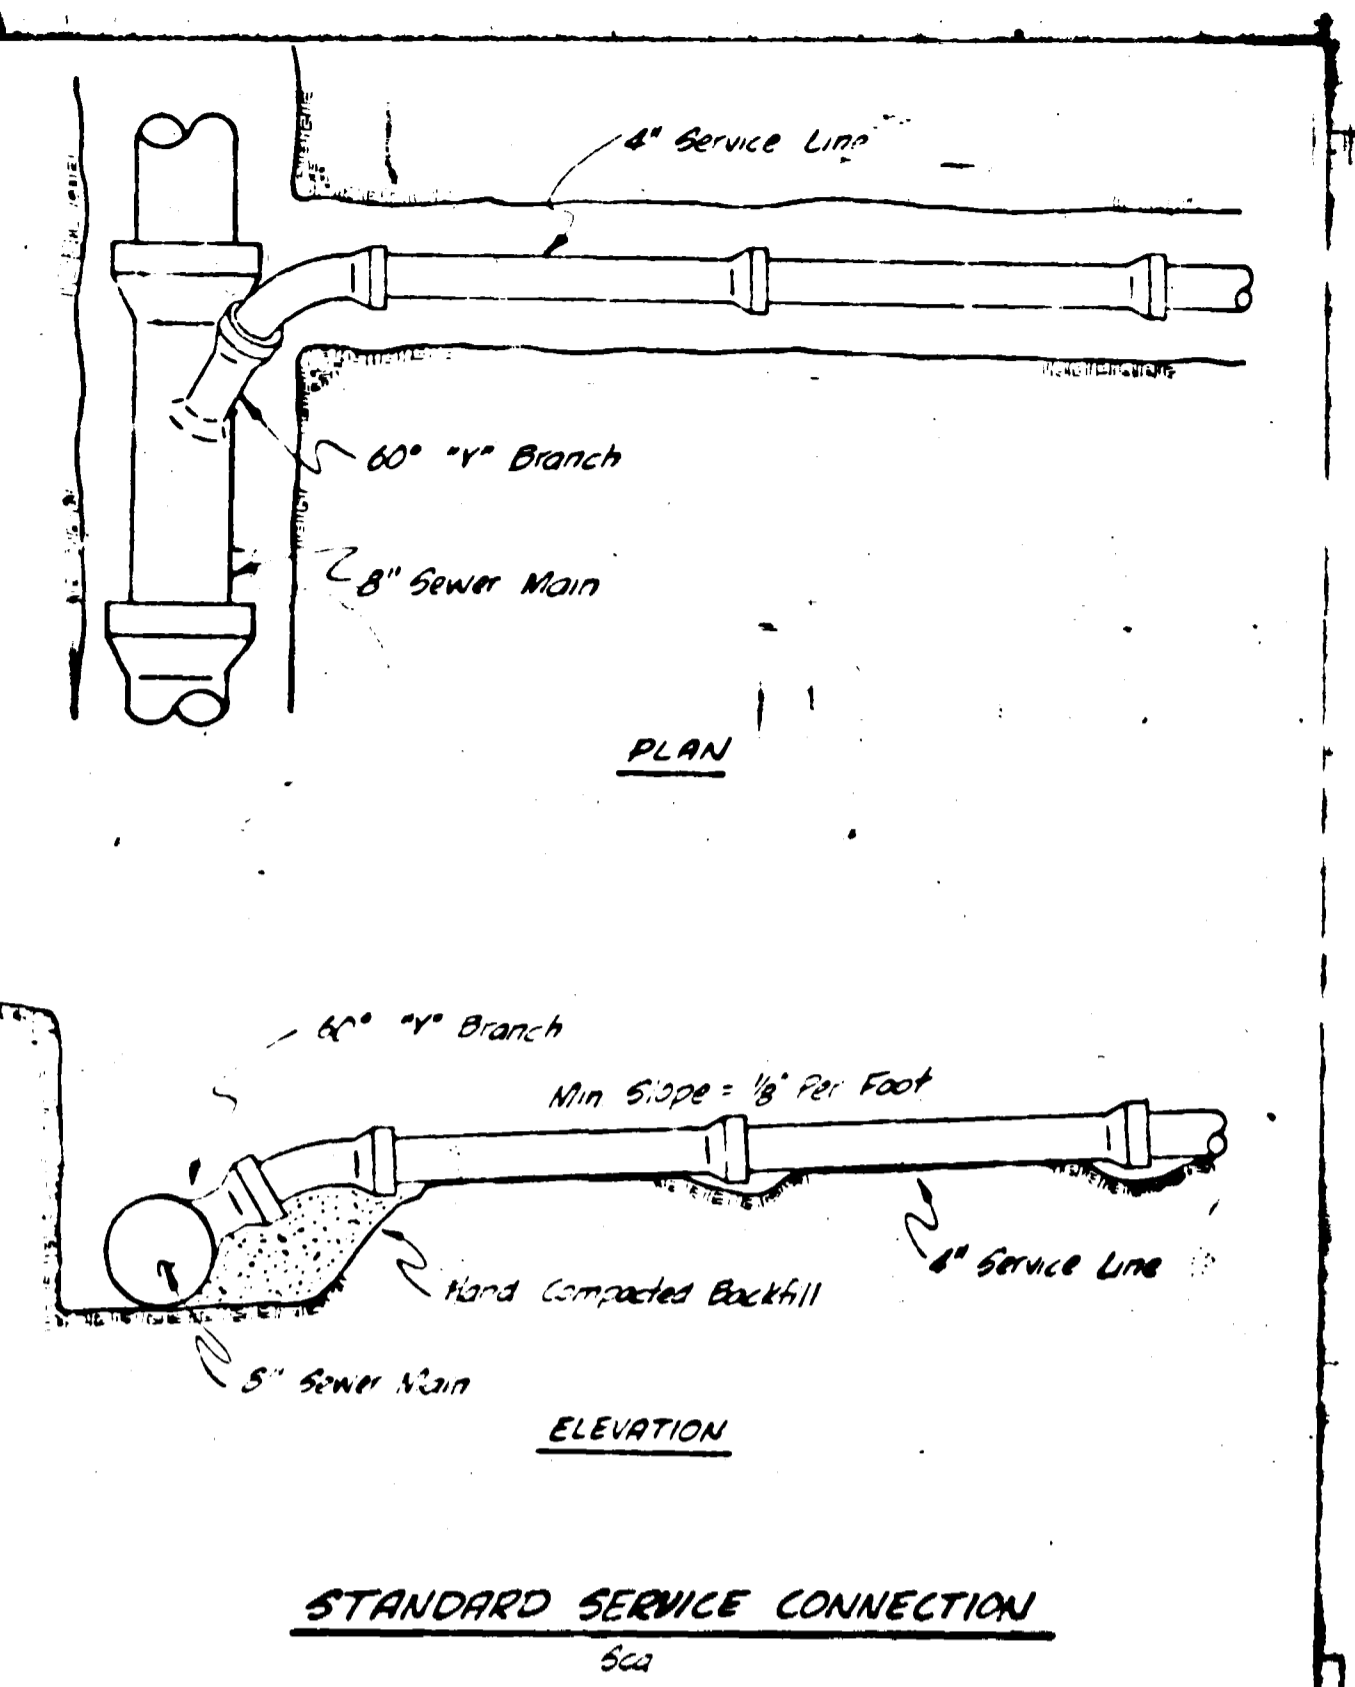 4" Service Line
60° "Y" Branch
8" Sewer Main
PLAN
60° "Y" Branch
Min Slope = 1/8" Per Foot
4" Service Line
Hand Compacted Backfill
8" Sewer Main
ELEVATION
STANDARD SERVICE CONNECTION
Sca